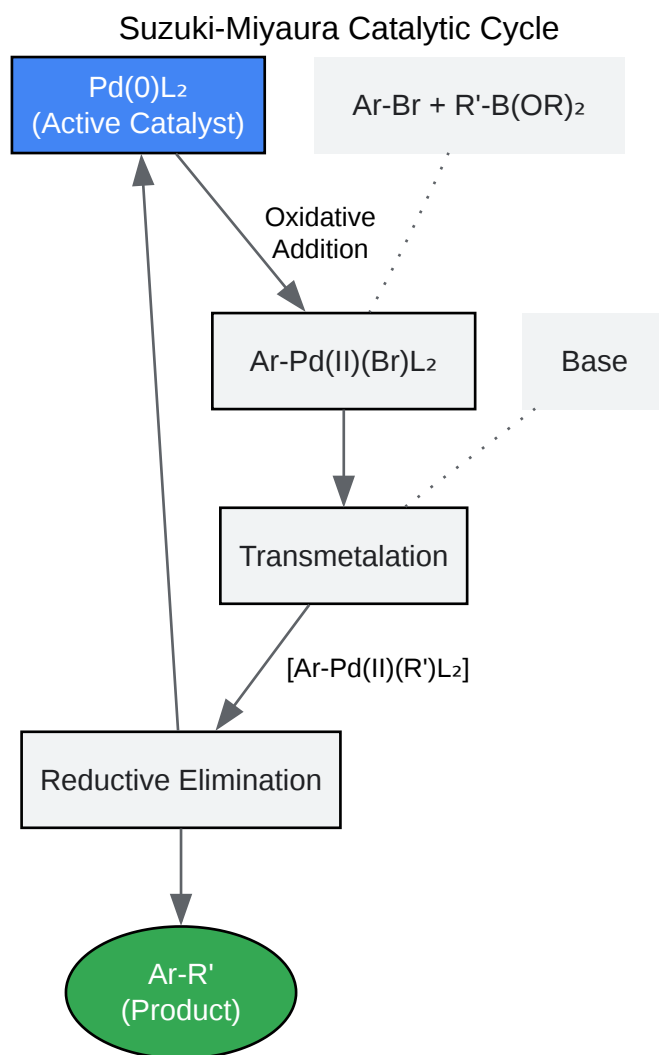 Suzuki-Miyaura Catalytic Cycle
Pd(0)L₂
(Active Catalyst)
Ar-Br + R'-B(OR)₂
Oxidative
Addition
Ar-Pd(II)(Br)L₂
Base
Transmetalation
[Ar-Pd(II)(R')L₂]
Reductive Elimination
Ar-R'
(Product)